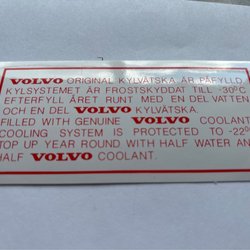 VOLVO ORIGINAL KYLVÄTSKA ÄR PÅFYLLD.
KYLSYSTEMET ÄR FROSTSKYDDAT TILL -30°C
EFTERFYLL ÅRET RUNT MED EN DEL VATTEN
OCH EN DEL VOLVO KYLVÄTSKA.
FILLED WITH GENUINE VOLVO COOLANT
COOLING SYSTEM IS PROTECTED TO -22°
TOP UP YEAR ROUND WITH HALF WATER AN
HALF VOLVO COOLANT.